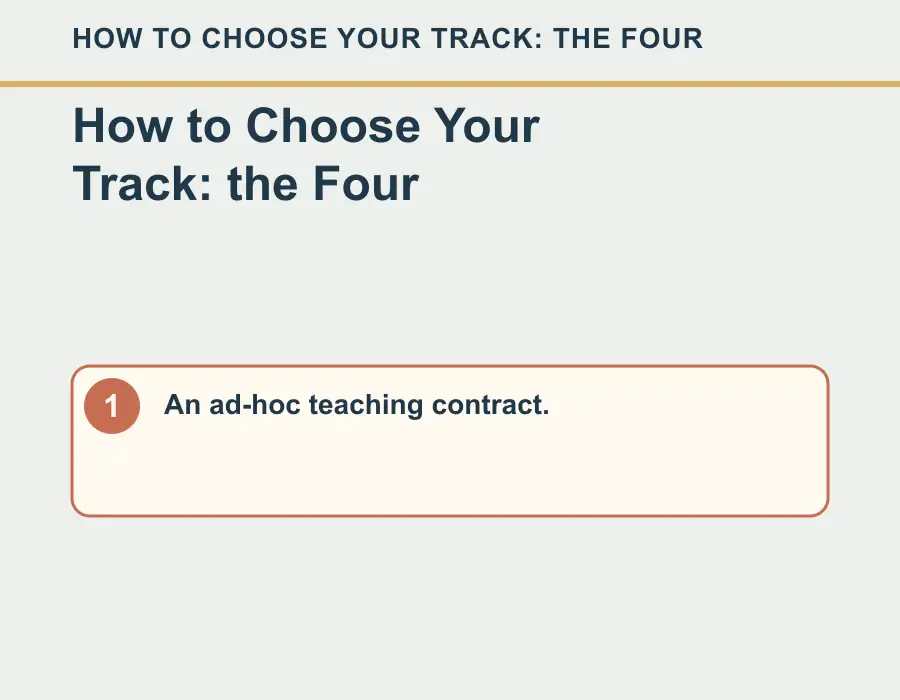 HOW TO CHOOSE YOUR TRACK: THE FOUR
How to Choose Your
Track: the Four
1
An ad-hoc teaching contract.